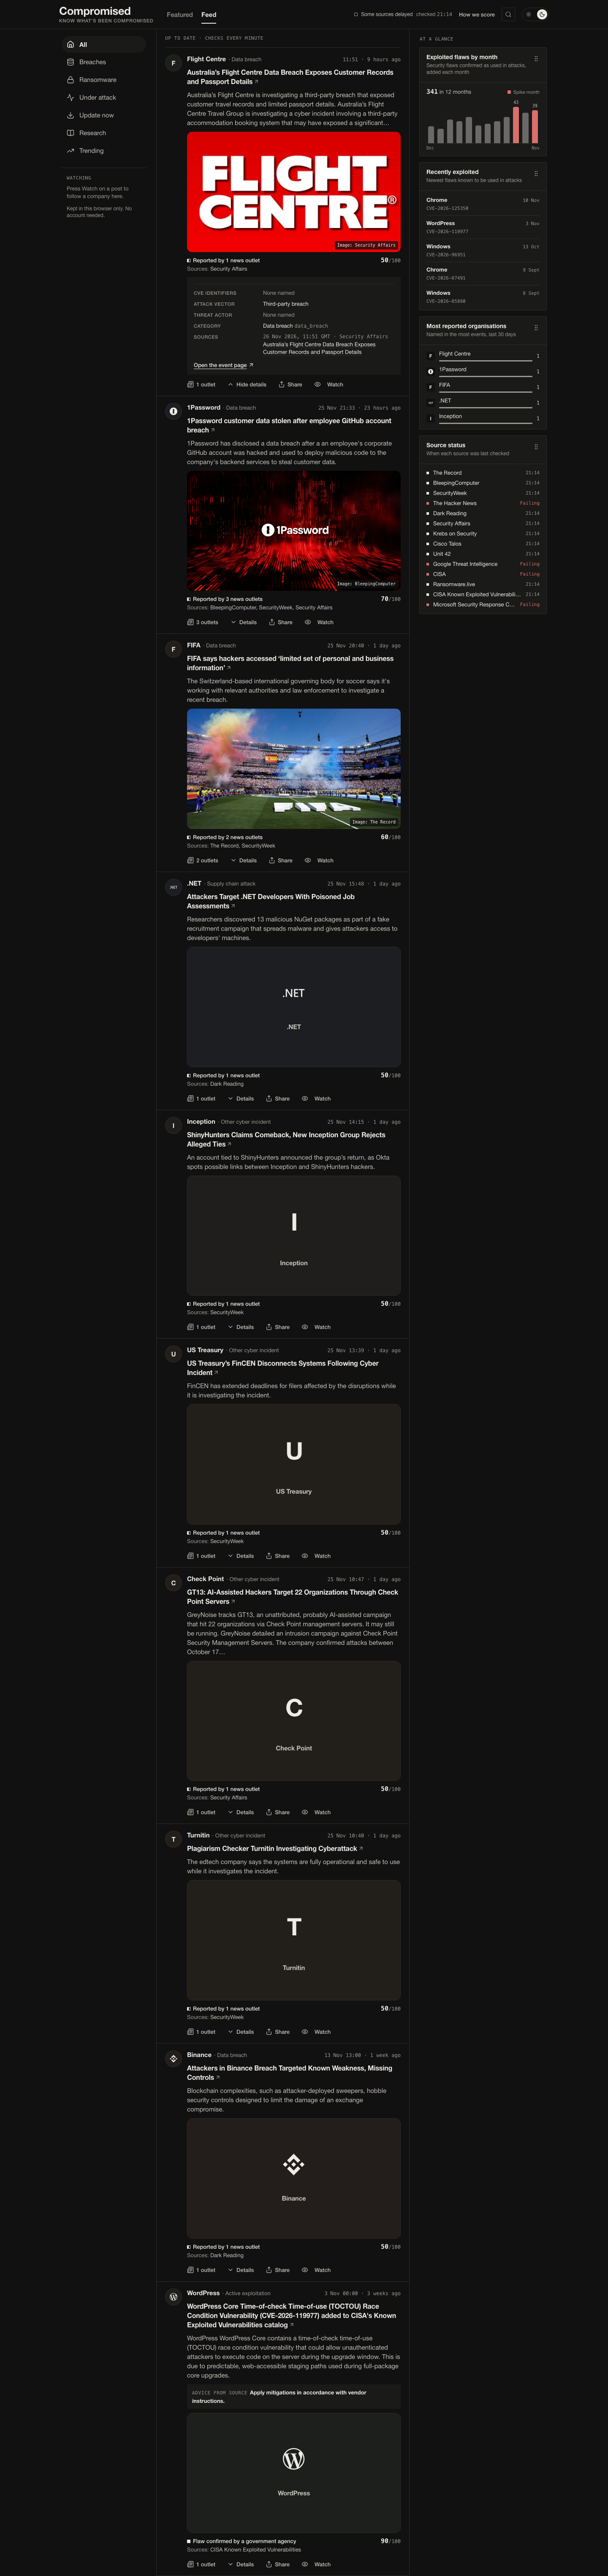 Compromised
KNOW WHAT'S BEEN COMPROMISED
Featured
Feed
Some sources delayed checked 21:14
How we score
All
Breaches
Ransomware
Under attack
Update now
Research
Trending
WATCHING
Press Watch on a post to
follow a company here.
Kept in this browser only. No
account needed.
UP TO DATE · CHECKS EVERY MINUTE
F
Flight Centre · Data breach
11:51 · 9 hours ago
Australia's Flight Centre Data Breach Exposes Customer Records
and Passport Details
Australia's Flight Centre is investigating a third-party breach that exposed
customer travel records and limited passport details. Australia's Flight
Centre Travel Group is investigating a cyber incident involving a third-party
accommodation booking system that may have exposed a significant…
FLIGHT
CENTRE®
Image: Security Affairs
Reported by 1 news outlet
50/100
Sources: Security Affairs
CVE IDENTIFIERS None named
ATTACK VECTOR Third-party breach
THREAT ACTOR None named
CATEGORY Data breach data_breach
SOURCES 26 Nov 2026, 11:51 GMT · Security Affairs
Australia's Flight Centre Data Breach Exposes
Customer Records and Passport Details
Open the event page
1 outlet Hide details Share Watch
1Password · Data breach
25 Nov 21:33 · 23 hours ago
1Password customer data stolen after employee GitHub account
breach
1Password has disclosed a data breach after a an employee's corporate
GitHub account was hacked and used to deploy malicious code to the
company's backend services to steal customer data.
1Password
Image: BleepingComputer
Reported by 3 news outlets
70/100
Sources: BleepingComputer, SecurityWeek, Security Affairs
3 outlets Details Share Watch
F
FIFA · Data breach
25 Nov 20:40 · 1 day ago
FIFA says hackers accessed 'limited set of personal and business
information'
The Switzerland-based international governing body for soccer says it's
working with relevant authorities and law enforcement to investigate a
recent breach.
Image: The Record
Reported by 2 news outlets
60/100
Sources: The Record, SecurityWeek
2 outlets Details Share Watch
.NET
.NET · Supply chain attack
25 Nov 15:48 · 1 day ago
Attackers Target .NET Developers With Poisoned Job
Assessments
Researchers discovered 13 malicious NuGet packages as part of a fake
recruitment campaign that spreads malware and gives attackers access to
developers' machines.
.NET
.NET
Reported by 1 news outlet
50/100
Sources: Dark Reading
1 outlet Details Share Watch
I
Inception · Other cyber incident
25 Nov 14:15 · 1 day ago
ShinyHunters Claims Comeback, New Inception Group Rejects
Alleged Ties
An account tied to ShinyHunters announced the group's return, as Okta
spots possible links between Inception and ShinyHunters hackers.
I
Inception
Reported by 1 news outlet
50/100
Sources: SecurityWeek
1 outlet Details Share Watch
U
US Treasury · Other cyber incident
25 Nov 13:39 · 1 day ago
US Treasury's FinCEN Disconnects Systems Following Cyber
Incident
FinCEN has extended deadlines for filers affected by the disruptions while
it is investigating the incident.
U
US Treasury
Reported by 1 news outlet
50/100
Sources: SecurityWeek
1 outlet Details Share Watch
C
Check Point · Other cyber incident
25 Nov 10:47 · 1 day ago
GT13: AI-Assisted Hackers Target 22 Organizations Through Check
Point Servers
GreyNoise tracks GT13, an unattributed, probably AI-assisted campaign
that hit 22 organizations via Check Point management servers. It may still
be running. GreyNoise detailed an intrusion campaign against Check Point
Security Management Servers. The company confirmed attacks between
October 17…
C
Check Point
Reported by 1 news outlet
50/100
Sources: Security Affairs
1 outlet Details Share Watch
T
Turnitin · Other cyber incident
25 Nov 10:40 · 1 day ago
Plagiarism Checker Turnitin Investigating Cyberattack
The edtech company says the systems are fully operational and safe to use
while it investigates the incident.
T
Turnitin
Reported by 1 news outlet
50/100
Sources: SecurityWeek
1 outlet Details Share Watch
Binance · Data breach
13 Nov 13:00 · 1 week ago
Attackers in Binance Breach Targeted Known Weakness, Missing
Controls
Blockchain complexities, such as attacker-deployed sweepers, hobble
security controls designed to limit the damage of an exchange
compromise.
Binance
Reported by 1 news outlet
50/100
Sources: Dark Reading
1 outlet Details Share Watch
WordPress · Active exploitation
3 Nov 00:00 · 3 weeks ago
WordPress Core Time-of-check Time-of-use (TOCTOU) Race
Condition Vulnerability (CVE-2026-119977) added to CISA's Known
Exploited Vulnerabilities catalog
WordPress WordPress Core contains a time-of-check time-of-use
(TOCTOU) race condition vulnerability that could allow unauthenticated
attackers to execute code on the server during the upgrade window. This is
due to predictable, web-accessible staging paths used during full-package
core upgrades.
ADVICE FROM SOURCE Apply mitigations in accordance with vendor
instructions.
WordPress
Flaw confirmed by a government agency
90/100
Sources: CISA Known Exploited Vulnerabilities
1 outlet Details Share Watch
AT A GLANCE
Exploited flaws by month
Security flaws confirmed as used in attacks,
added each month
341 in 12 months
Spike month
43
39
Dec
Nov
Recently exploited
Newest flaws known to be used in attacks
Chrome 10 Nov
CVE-2026-125350
WordPress 3 Nov
CVE-2026-119977
Windows 13 Oct
CVE-2026-96951
Chrome 9 Sept
CVE-2026-87491
Windows 8 Sept
CVE-2026-85880
Most reported organisations
Named in the most events, last 30 days
F Flight Centre 1
1Password 1
F FIFA 1
.NET .NET 1
I Inception 1
Source status
When each source was last checked
The Record 21:14
BleepingComputer 21:14
SecurityWeek 21:14
The Hacker News Failing
Dark Reading 21:14
Security Affairs 21:14
Krebs on Security 21:14
Cisco Talos 21:14
Unit 42 21:14
Google Threat Intelligence Failing
CISA Failing
Ransomware.live 21:14
CISA Known Exploited Vulnerabili… 21:14
Microsoft Security Response C… Failing